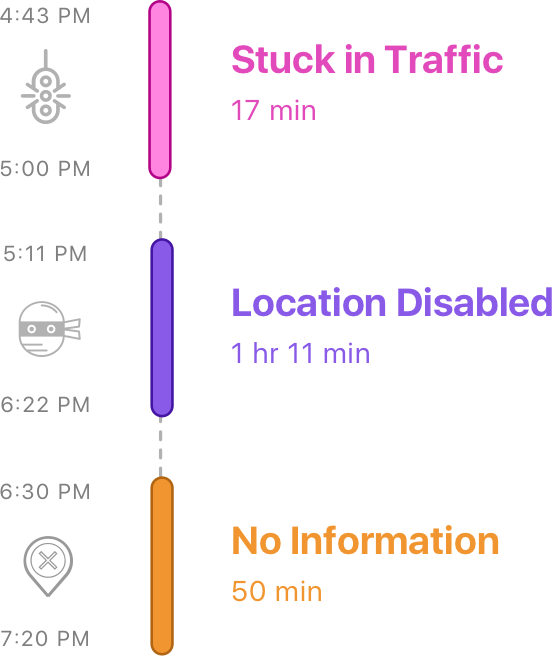 4:43 PM
Stuck in Traffic
17 min
5:00 PM
5:11 PM
Location Disabled
1 hr 11 min
6:22 PM
6:30 PM
No Information
50 min
7:20 PM